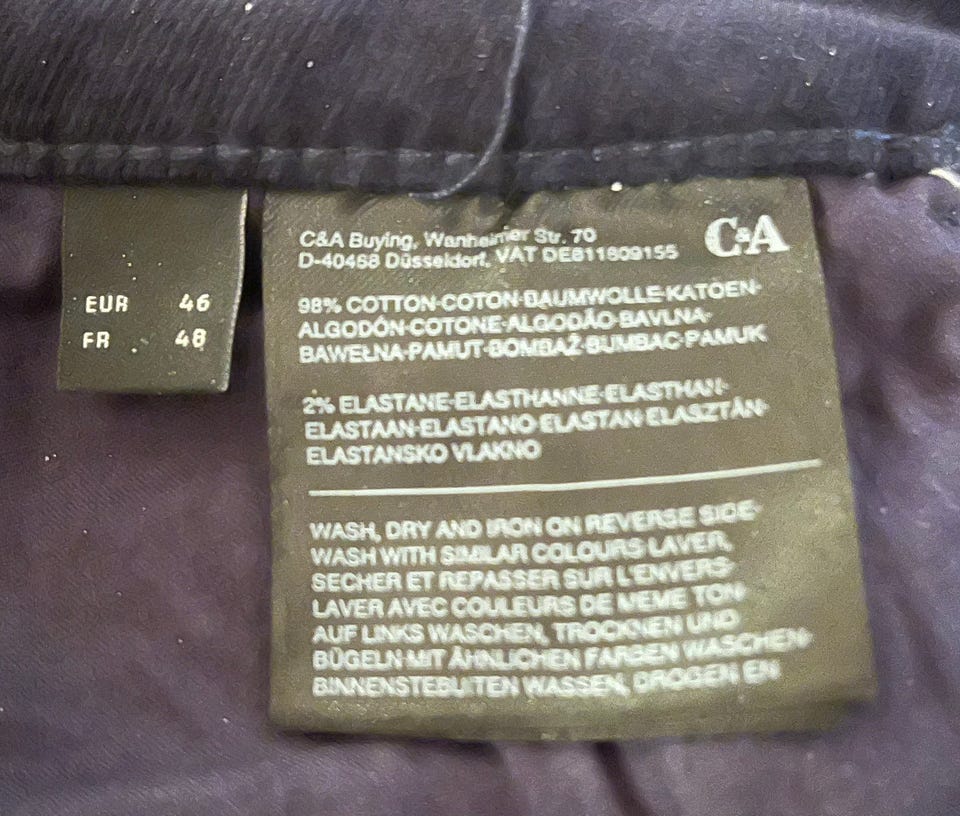 EUR 46
FR 48
C&A
C&A Buying, Wanheimer Str. 70
D-40468 Düsseldorf, VAT DE811809155
98% COTTON·COTON·BAUMWOLLE·KATOEN·
ALGODÓN·COTONE·ALGODÃO·BAVLNA·
BAWEŁNA·PAMUT·BOMBAŽ·BUMBAC·PAMUK
2% ELASTANE·ELASTHANNE·ELASTHAN·
ELASTAAN·ELASTANO·ELASTAN·ELASZTÁN·
ELASTANSKO VLAKNO
WASH, DRY AND IRON ON REVERSE SIDE·
WASH WITH SIMILAR COLOURS·LAVER,
SECHER ET REPASSER SUR L'ENVERS·
LAVER AVEC COULEURS DE MEME TON·
AUF LINKS WASCHEN, TROCKNEN UND
BÜGELN·MIT ÄHNLICHEN FARBEN WASCHEN·
BINNENSTEBUITEN WASSEN, DROGEN EN